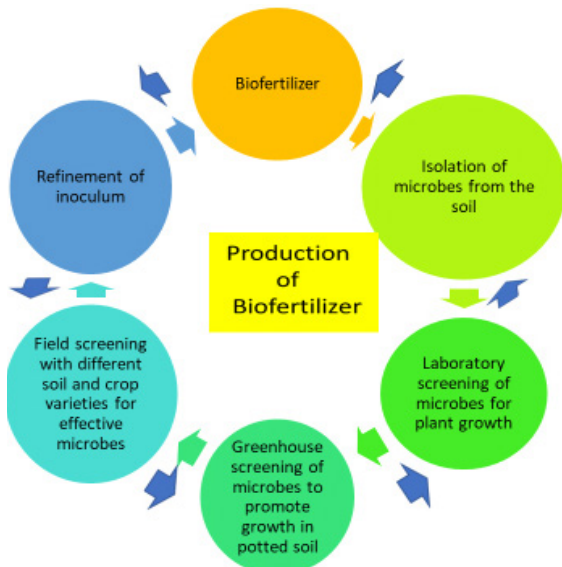 Biofertilizer
Isolation of
microbes from the
soil
Refinement of
inoculum
Production
of
Biofertilizer
Laboratory
screening of
microbes for
plant growth
Field screening
with different
soil and crop
varieties for
effective
microbes
Greenhouse
screening of
microbes to
promote
growth in
potted soil